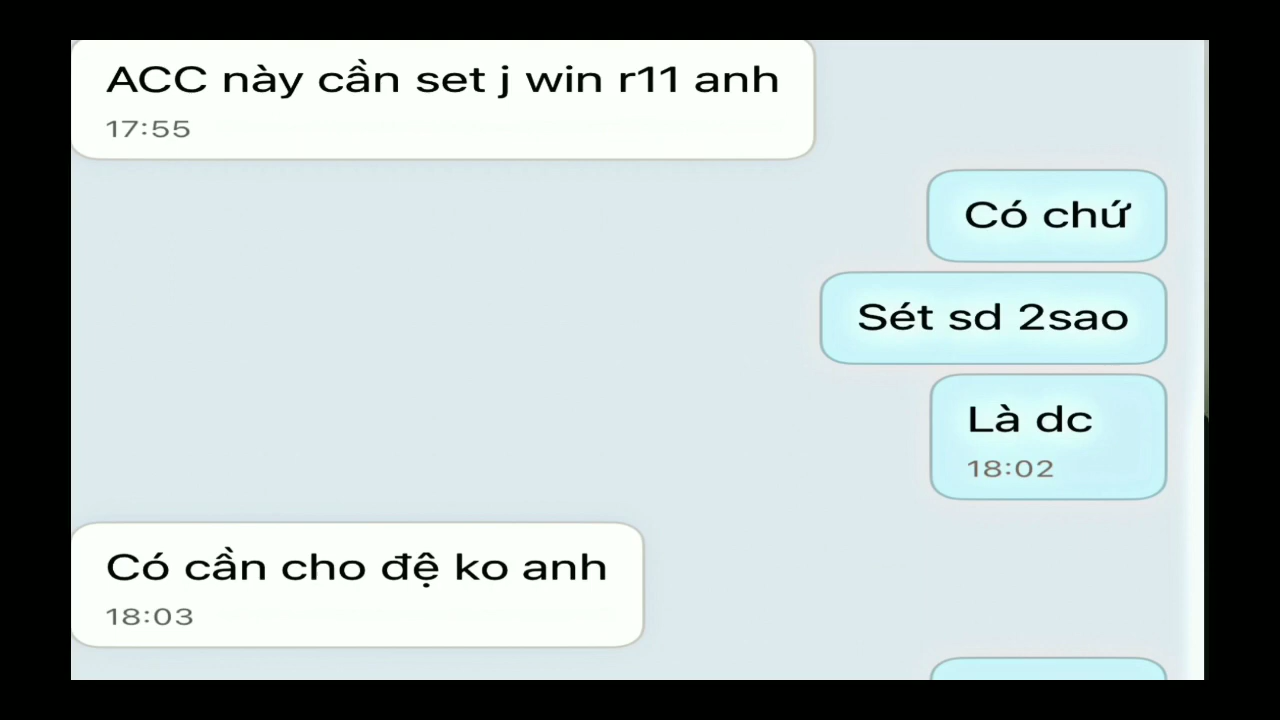 ACC này cần set j win r11 anh
17:55
Có chứ
Sét sd 2sao
Là dc
18:02
Có cần cho đệ ko anh
18:03